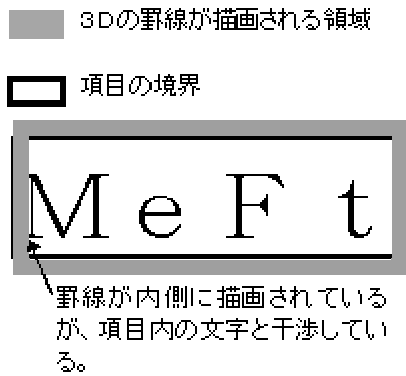 3Dの罫線が描画される領域
項目の境界
MeFt
罫線が内側に描画されている
が、項目内の文字と干渉してい
る。